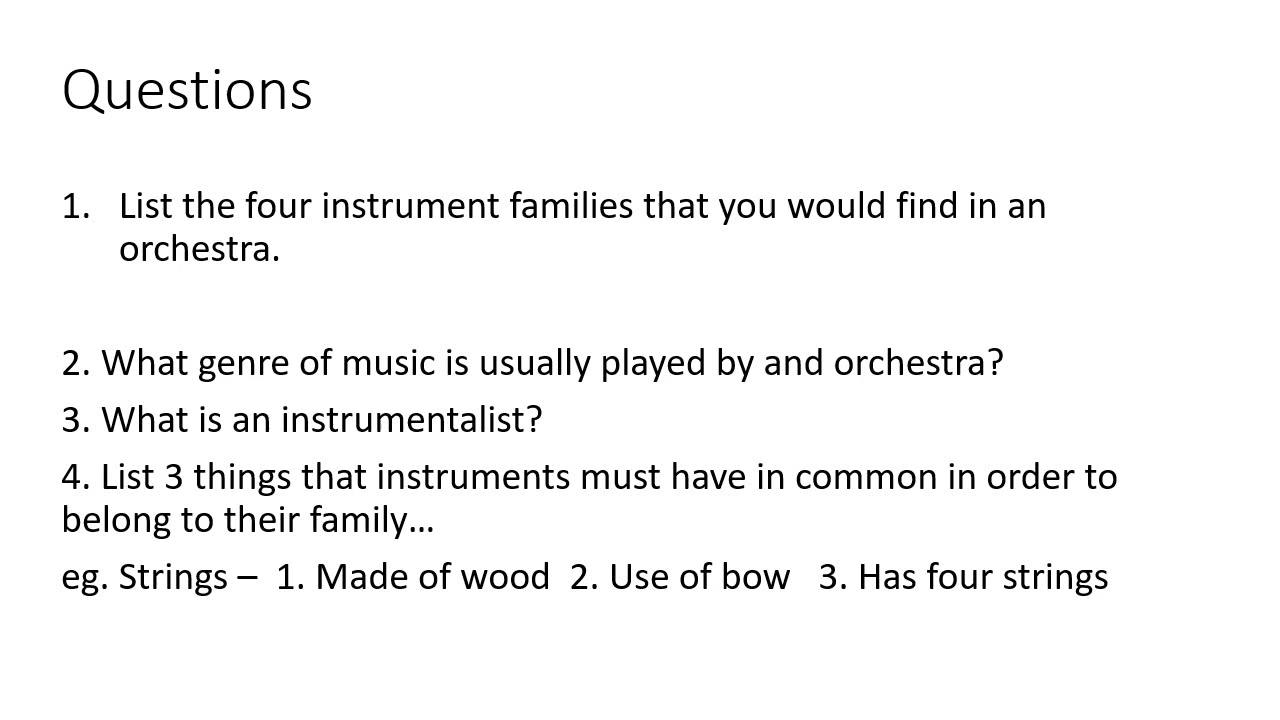 Questions
1. List the four instrument families that you would find in an
orchestra.
2. What genre of music is usually played by and orchestra?
3. What is an instrumentalist?
4. List 3 things that instruments must have in common in order to
belong to their family…
eg. Strings – 1. Made of wood 2. Use of bow 3. Has four strings